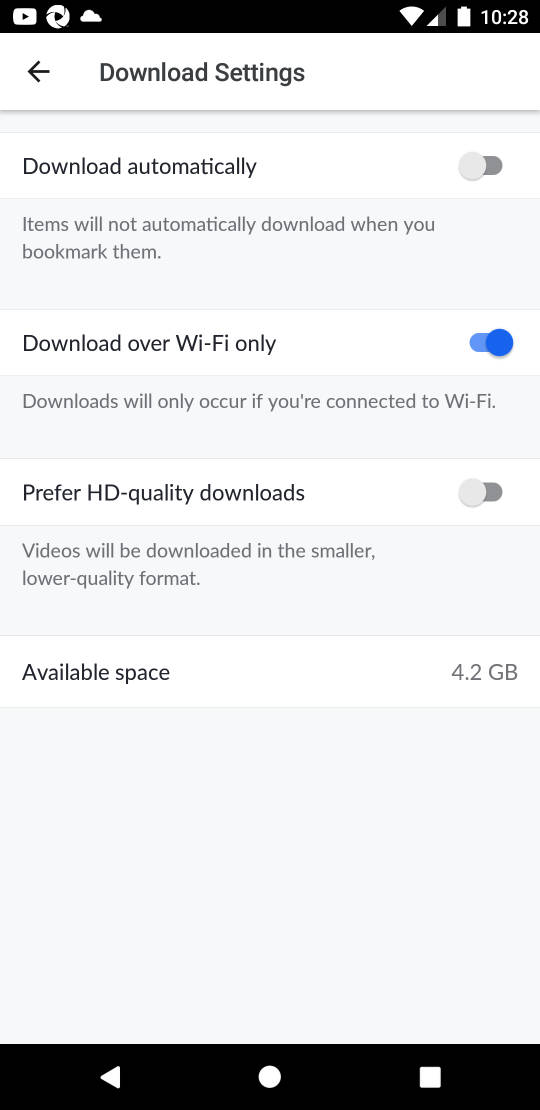 10:28
Download Settings
Download automatically
Items will not automatically download when you
bookmark them.
Download over Wi-Fi only
Downloads will only occur if you're connected to Wi-Fi.
Prefer HD-quality downloads
Videos will be downloaded in the smaller,
lower-quality format.
Available space 4.2 GB